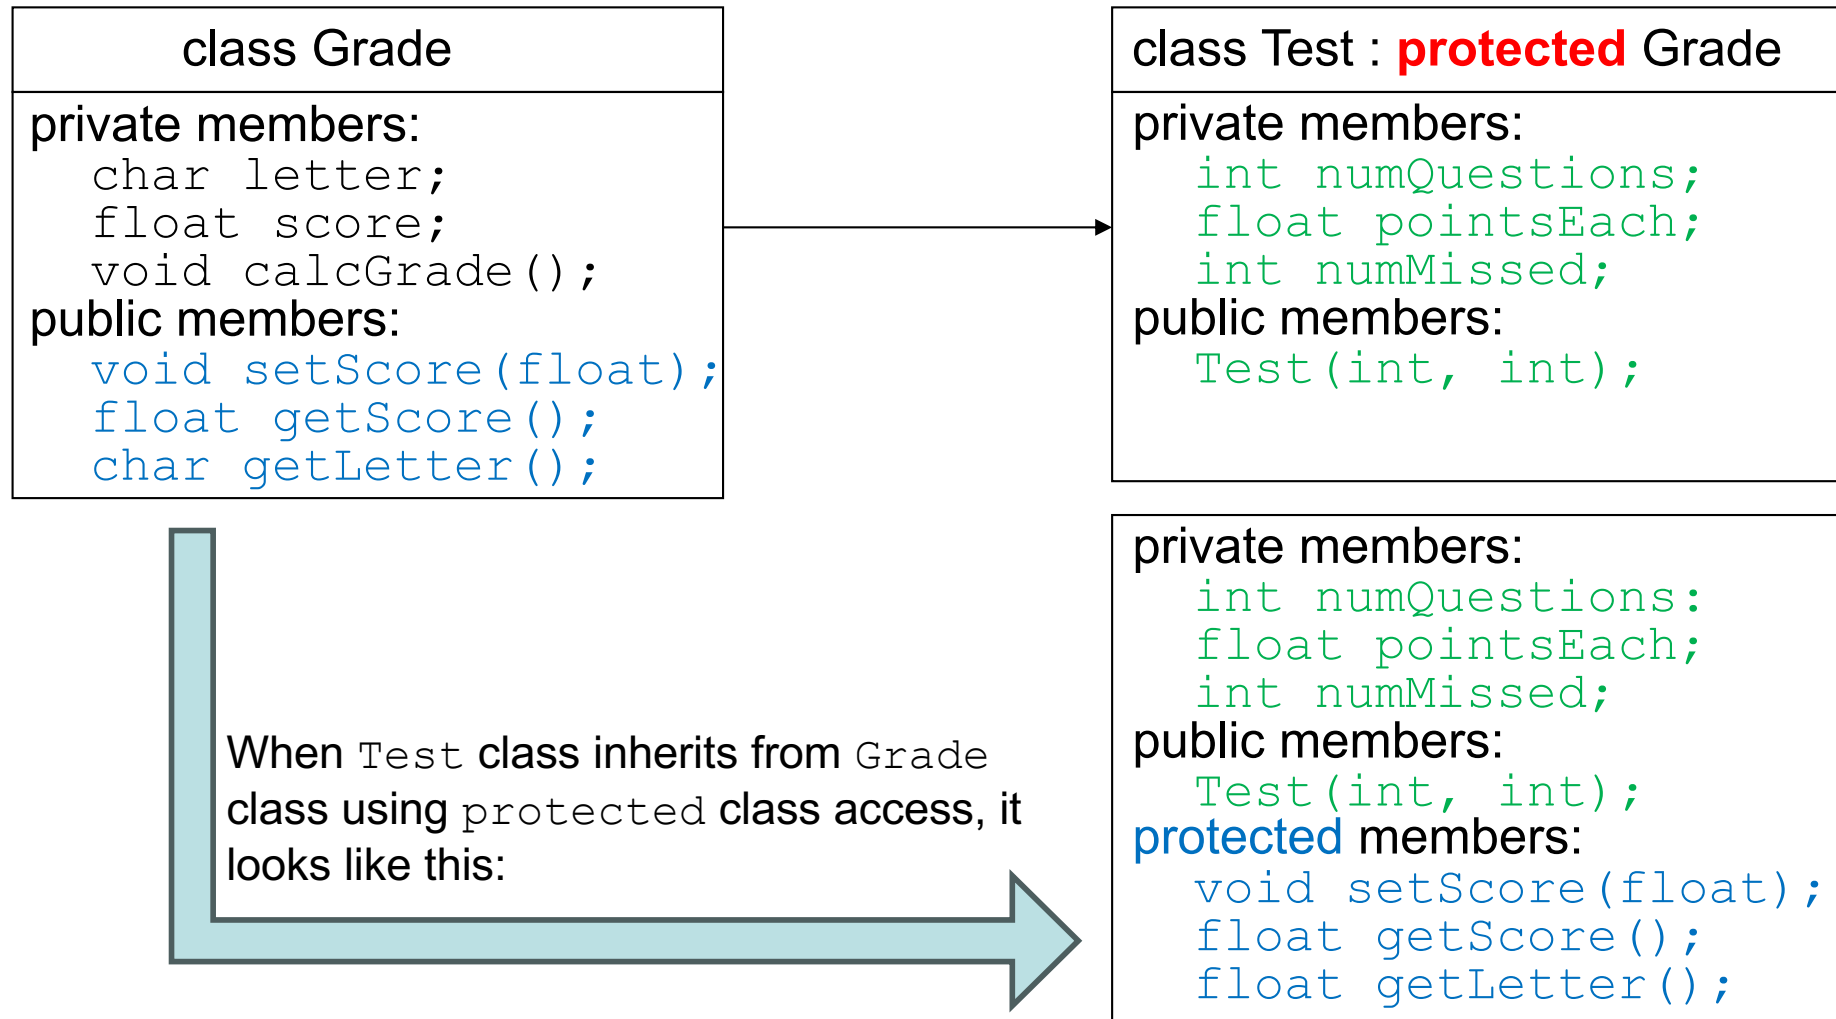 class Grade
private members:
char letter;
float score;
void calcGrade();
public members:
void setScore(float);
float getScore();
char getLetter();
class Test : protected Grade
private members:
int numQuestions;
float pointsEach;
int numMissed;
public members:
Test(int, int);
When Test class inherits from Grade
class using protected class access, it
looks like this:
private members:
int numQuestions:
float pointsEach;
int numMissed;
public members:
Test(int, int);
protected members:
void setScore(float);
float getScore();
float getLetter();